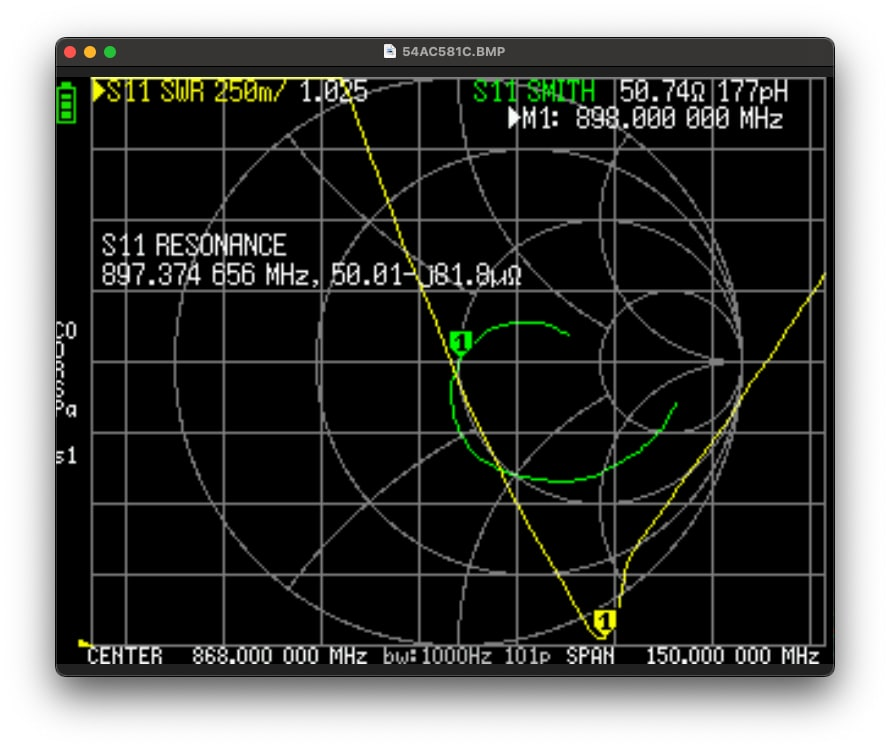 54AC581C.BMP
S11 SWR 250m/ 1.025 S11 SMITH 50.74Ω 177pH
M1: 898.000 000 MHz
S11 RESONANCE
897.374 656 MHz, 50.01-j81.8µΩ
C0
D
R
S
Pa
s1
1
1
CENTER 868.000 000 MHz bw:1000Hz 101p SPAN 150.000 000 MHz